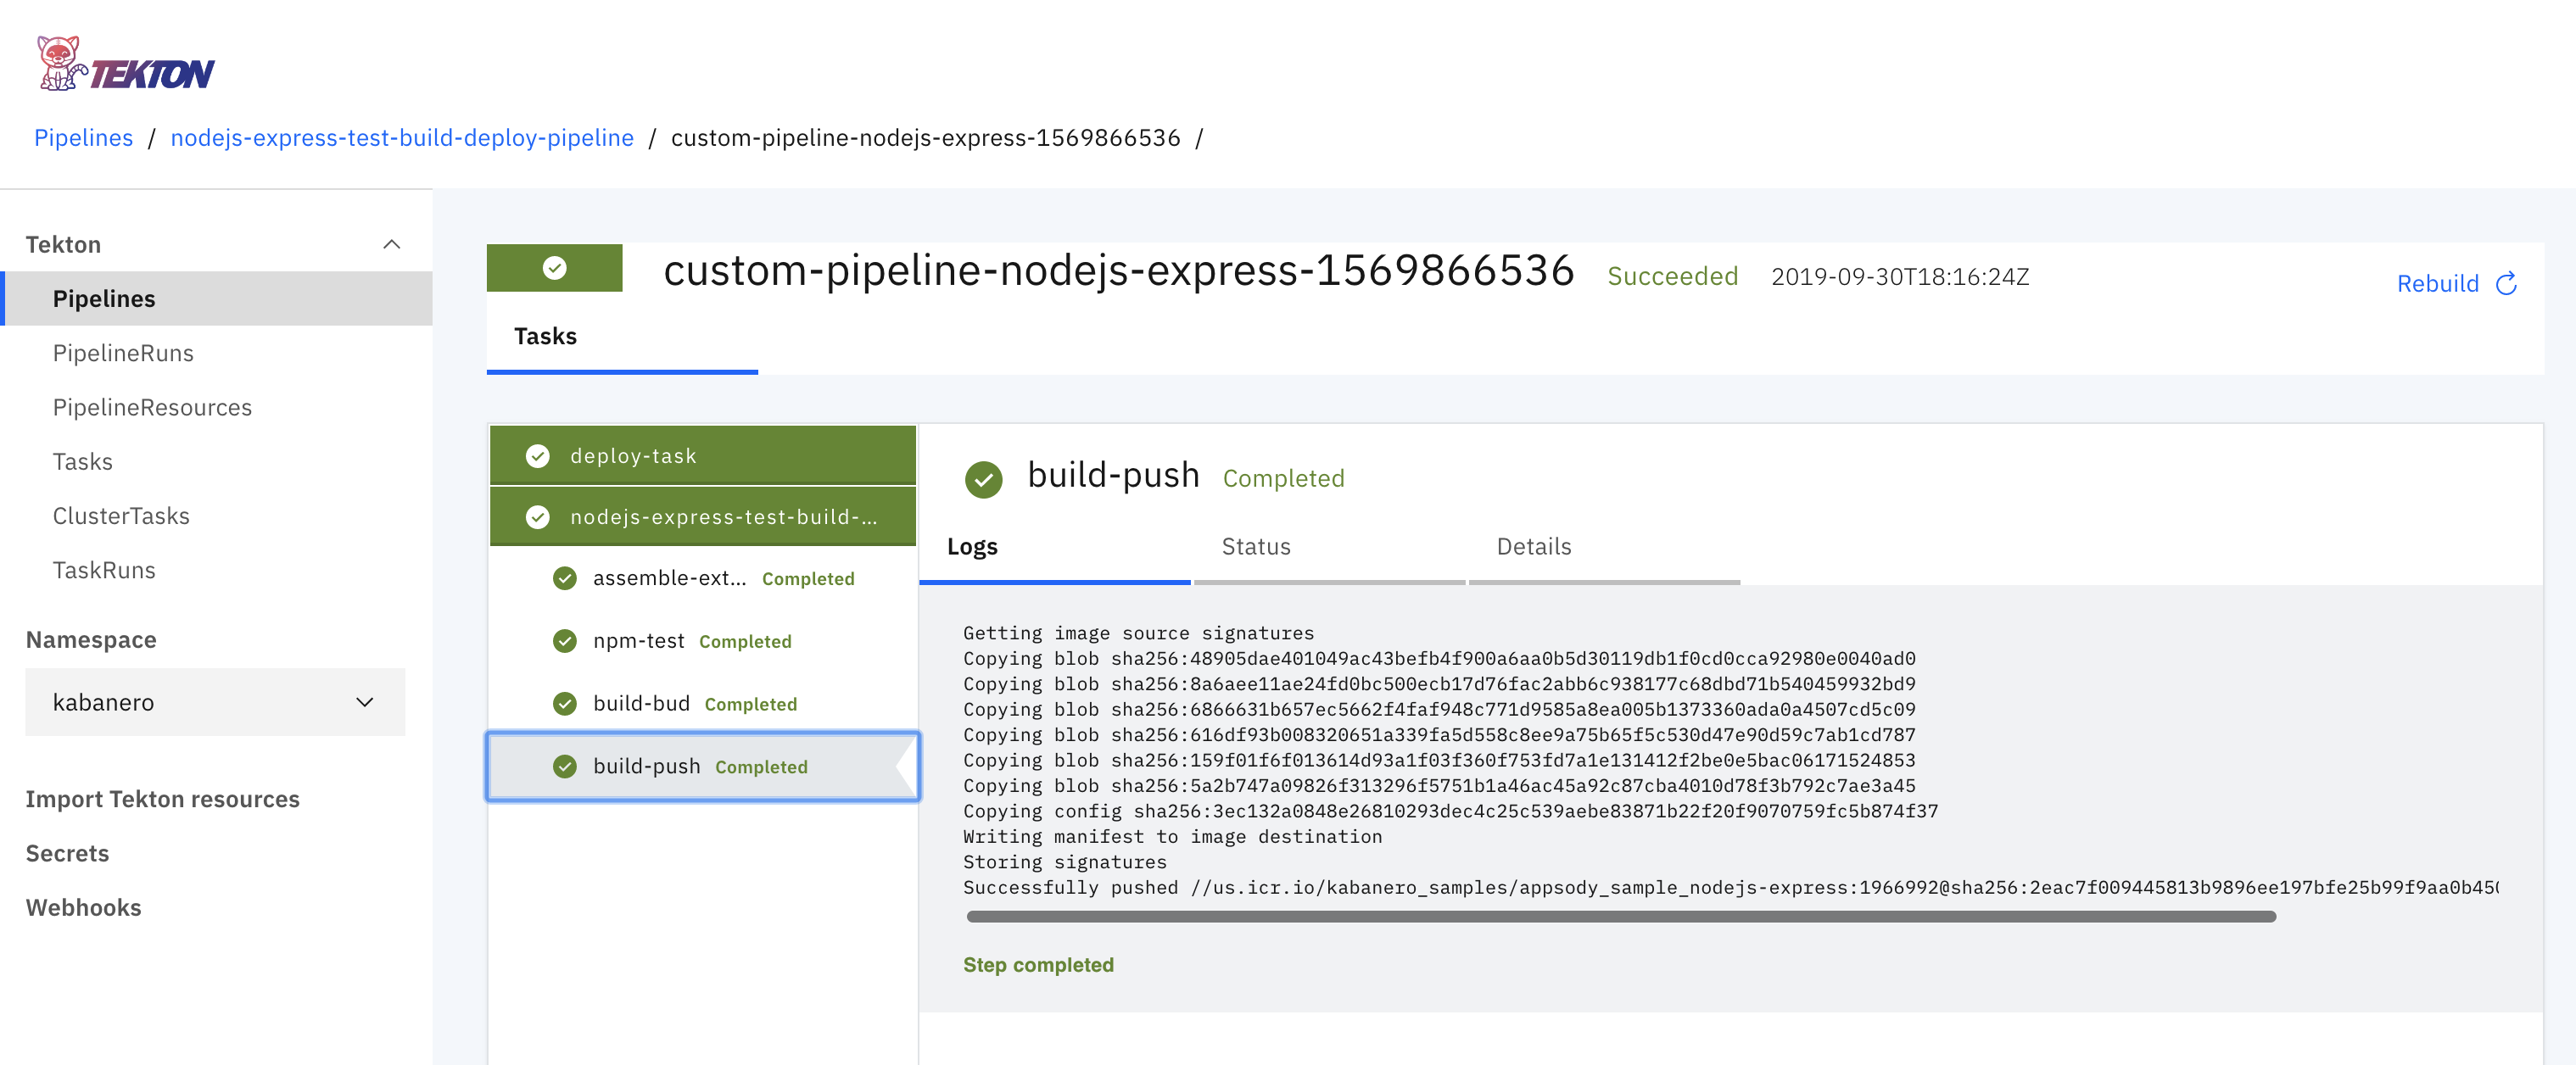 TEKTON
Pipelines / nodejs-express-test-build-deploy-pipeline / custom-pipeline-nodejs-express-1569866536 /
Tekton
Pipelines
PipelineRuns
PipelineResources
Tasks
ClusterTasks
TaskRuns
Namespace
kabanero
Import Tekton resources
Secrets
Webhooks
custom-pipeline-nodejs-express-1569866536 Succeeded 2019-09-30T18:16:24Z
Rebuild
Tasks
deploy-task
nodejs-express-test-build-...
assemble-ext... Completed
npm-test Completed
build-bud Completed
build-push Completed
build-push Completed
Logs Status Details
Getting image source signatures
Copying blob sha256:48905dae401049ac43befb4f900a6aa0b5d30119db1f0cd0cca92980e0040ad0
Copying blob sha256:8a6aee11ae24fd0bc500ecb17d76fac2abb6c938177c68dbd71b540459932bd9
Copying blob sha256:6866631b657ec5662f4faf948c771d9585a8ea005b1373360ada0a4507cd5c09
Copying blob sha256:616df93b008320651a339fa5d558c8ee9a75b65f5c530d47e90d59c7ab1cd787
Copying blob sha256:159f01f6f013614d93a1f03f360f753fd7a1e131412f2be0e5bac06171524853
Copying blob sha256:5a2b747a09826f313296f5751b1a46ac45a92c87cba4010d78f3b792c7ae3a45
Copying config sha256:3ec132a0848e26810293dec4c25c539aebe83871b22f20f9070759fc5b874f37
Writing manifest to image destination
Storing signatures
Successfully pushed //us.icr.io/kabanero_samples/appsody_sample_nodejs-express:1966992@sha256:2eac7f009445813b9896ee197bfe25b99f9aa0b450
Step completed